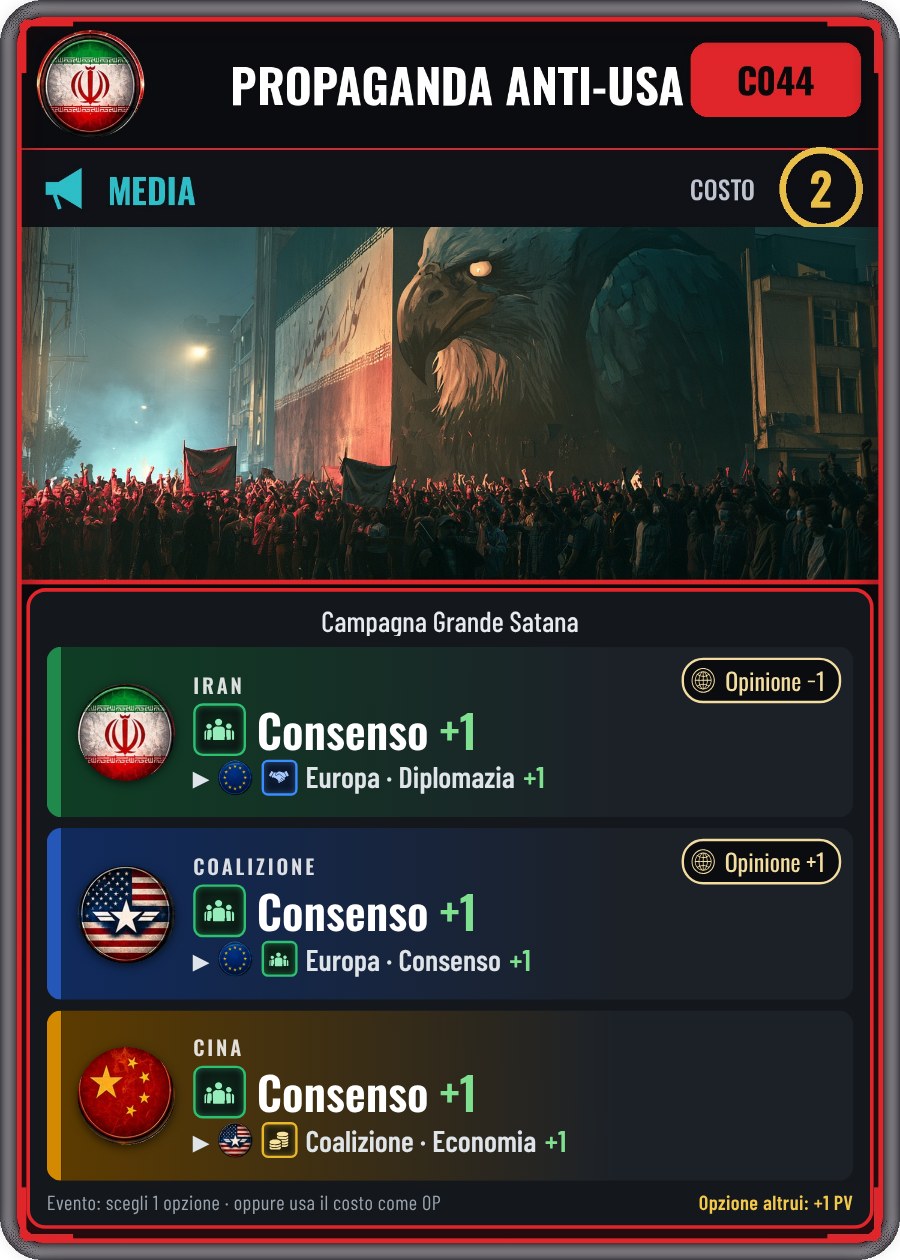 PROPAGANDA ANTI-USA
C044
MEDIA
COSTO
2
Campagna Grande Satana
IRAN
Opinione −1
Consenso +1
▶ Europa · Diplomazia +1
COALIZIONE
Opinione +1
Consenso +1
▶ Europa · Consenso +1
CINA
Consenso +1
▶ Coalizione · Economia +1
Evento: scegli 1 opzione · oppure usa il costo come OP
Opzione altrui: +1 PV